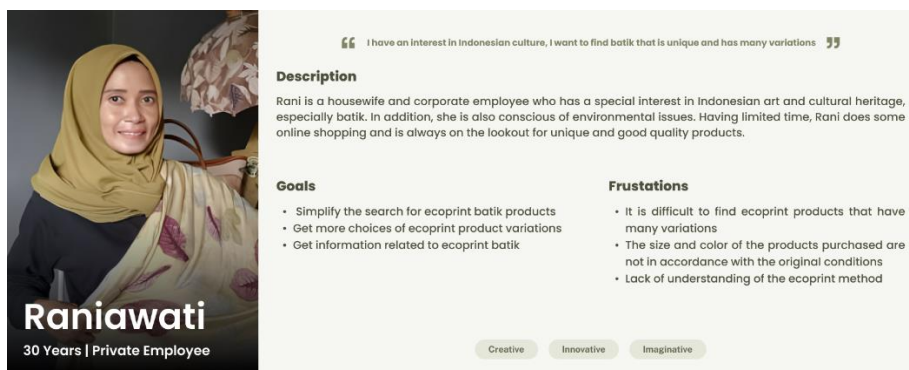 “ I have an interest in Indonesian culture, I want to find batik that is unique and has many variations ”
Description
Rani is a housewife and corporate employee who has a special interest in Indonesian art and cultural heritage,
especially batik. In addition, she is also conscious of environmental issues. Having limited time, Rani does some
online shopping and is always on the lookout for unique and good quality products.
Goals
• Simplify the search for ecoprint batik products
• Get more choices of ecoprint product variations
• Get information related to ecoprint batik
Frustations
• It is difficult to find ecoprint products that have
many variations
• The size and color of the products purchased are
not in accordance with the original conditions
• Lack of understanding of the ecoprint method
Raniawati
30 Years | Private Employee
Creative
Innovative
Imaginative